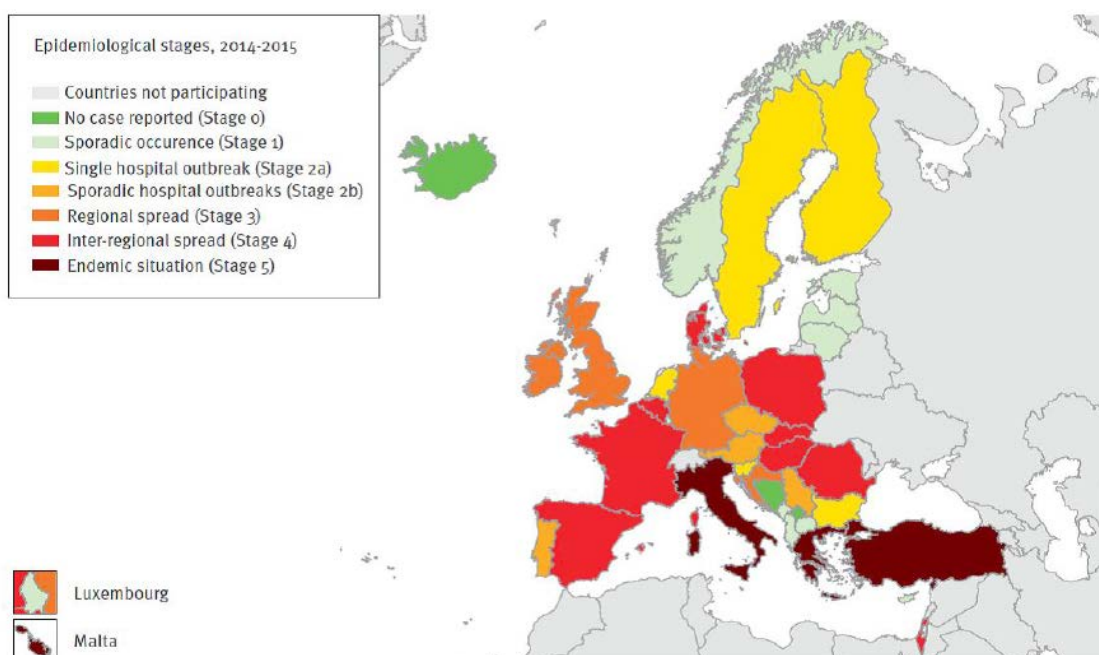 Epidemiological stages, 2014-2015
Countries not participating
No case reported (Stage 0)
Sporadic occurence (Stage 1)
Single hospital outbreak (Stage 2a)
Sporadic hospital outbreaks (Stage 2b)
Regional spread (Stage 3)
Inter-regional spread (Stage 4)
Endemic situation (Stage 5)
Luxembourg
Malta